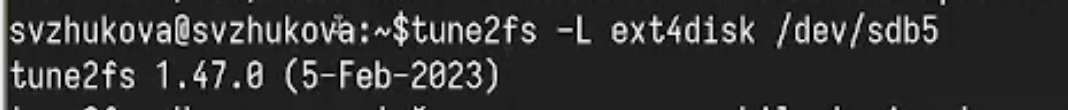 svzhukova@svzhukova:~$tune2fs -L ext4disk /dev/sdb5
tune2fs 1.47.0 (5-Feb-2023)